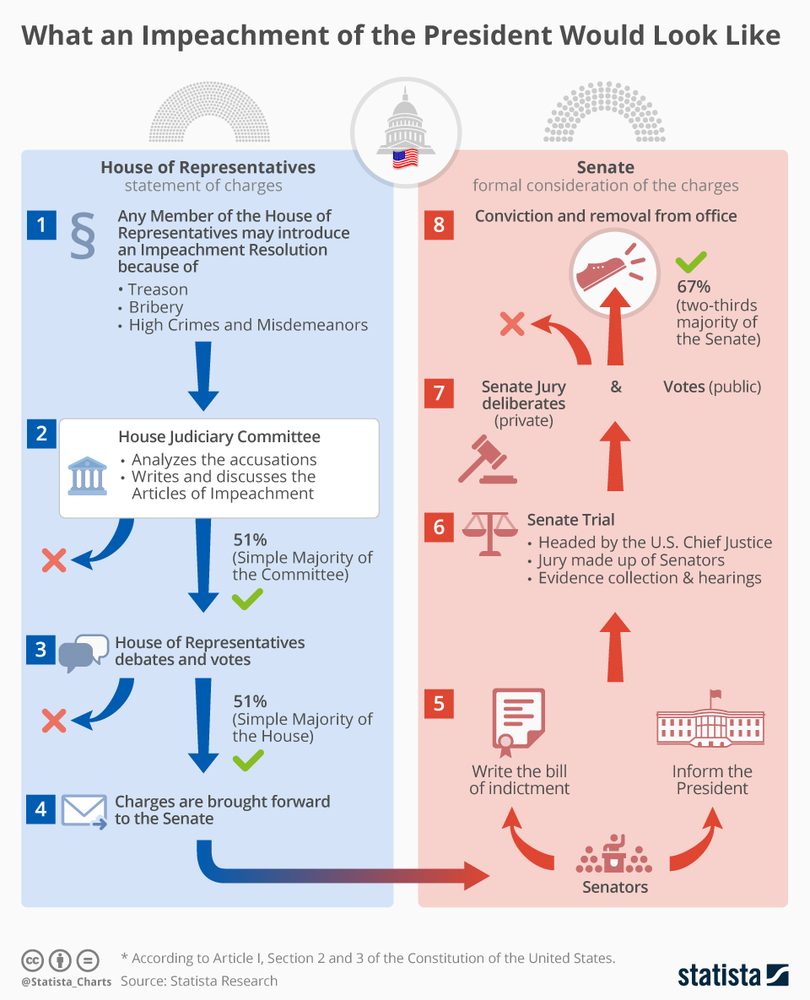 What an Impeachment of the President Would Look Like
House of Representatives
statement of charges
1
§
Any Member of the House of
Representatives may introduce
an Impeachment Resolution
because of
• Treason
• Bribery
• High Crimes and Misdemeanors
2
House Judiciary Committee
• Analyzes the accusations
• Writes and discusses the
Articles of Impeachment
51%
(Simple Majority of
the Committee)
3
House of Representatives
debates and votes
51%
(Simple Majority of
the House)
4
Charges are brought forward
to the Senate
Senate
formal consideration of the charges
8
Conviction and removal from office
67%
(two-thirds
majority of
the Senate)
7
Senate Jury
deliberates
(private)
&
Votes (public)
6
Senate Trial
• Headed by the U.S. Chief Justice
• Jury made up of Senators
• Evidence collection & hearings
5
Write the bill
of indictment
Inform the
President
Senators
cc
@Statista_Charts
* According to Article I, Section 2 and 3 of the Constitution of the United States.
Source: Statista Research
statista